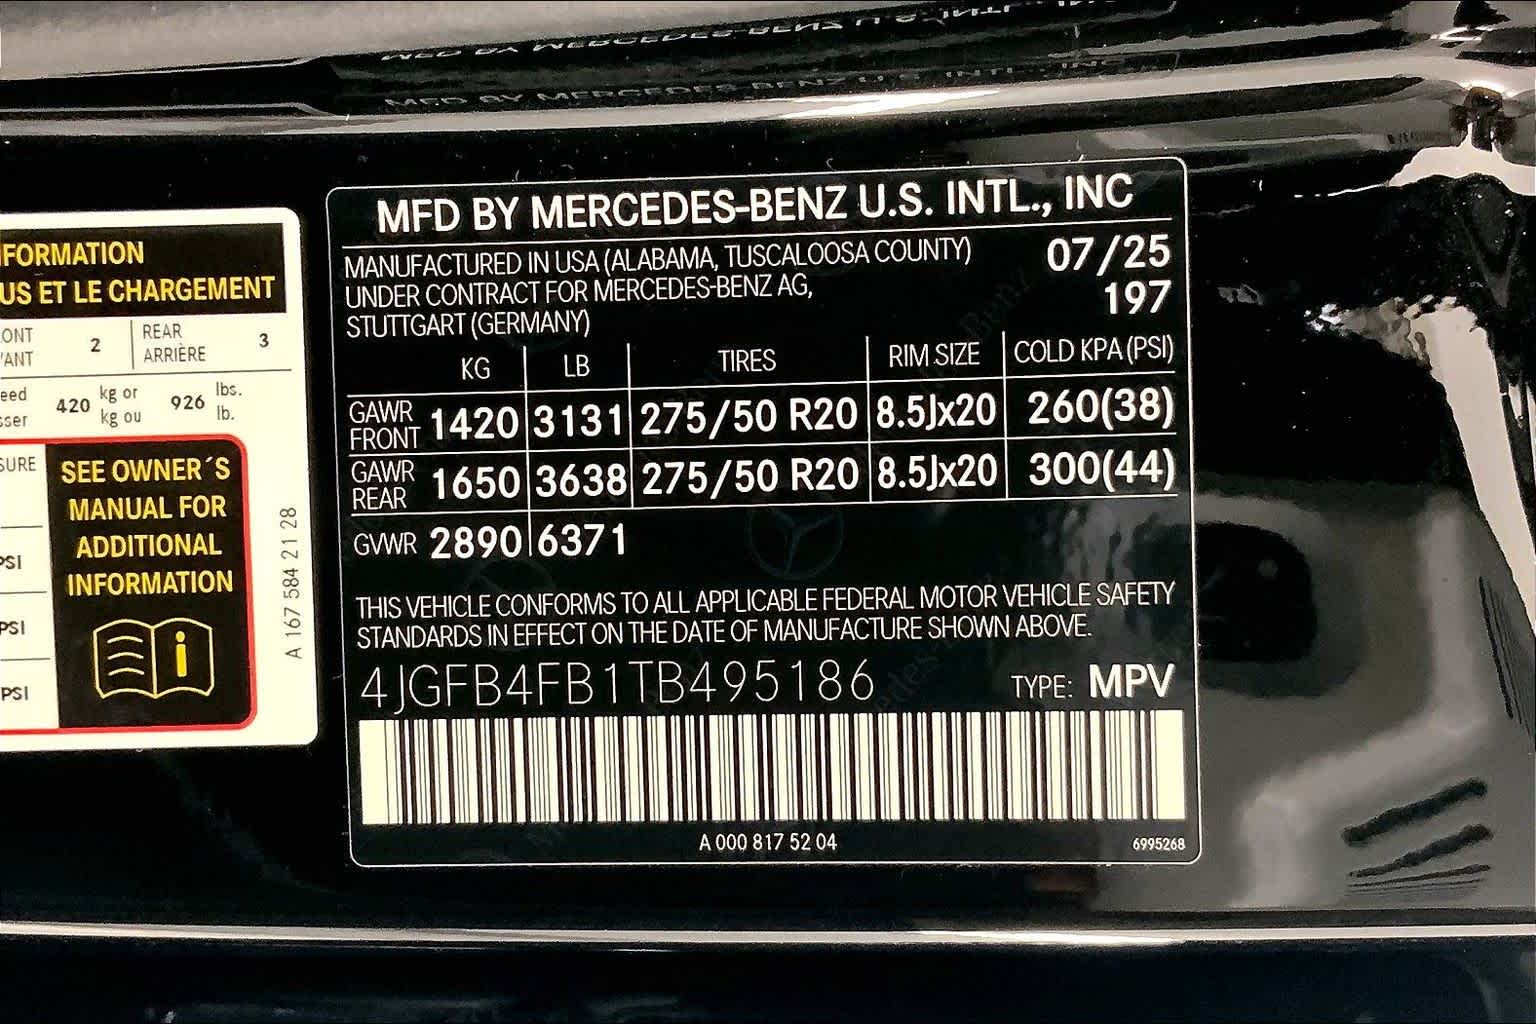 MFD BY MERCEDES-BENZ U.S. INTL., INC
MANUFACTURED IN USA (ALABAMA, TUSCALOOSA COUNTY) 07/25
UNDER CONTRACT FOR MERCEDES-BENZ AG, 197
STUTTGART (GERMANY)
KG LB TIRES RIM SIZE COLD KPA (PSI)
GAWR FRONT 1420 3131 275/50 R20 8.5Jx20 260(38)
GAWR REAR 1650 3638 275/50 R20 8.5Jx20 300(44)
GVWR 2890 6371
THIS VEHICLE CONFORMS TO ALL APPLICABLE FEDERAL MOTOR VEHICLE SAFETY
STANDARDS IN EFFECT ON THE DATE OF MANUFACTURE SHOWN ABOVE.
4JGFB4FB1TB495186 TYPE: MPV
A 000 817 52 04 6995268
FORMATION
US ET LE CHARGEMENT
ONT 2 REAR 3
ANT ARRIÈRE
eed 420 kg or 926 lbs.
sser kg ou lb.
SURE
PSI
PSI
PSI
SEE OWNER´S
MANUAL FOR
ADDITIONAL
INFORMATION
A 167 584 21 28